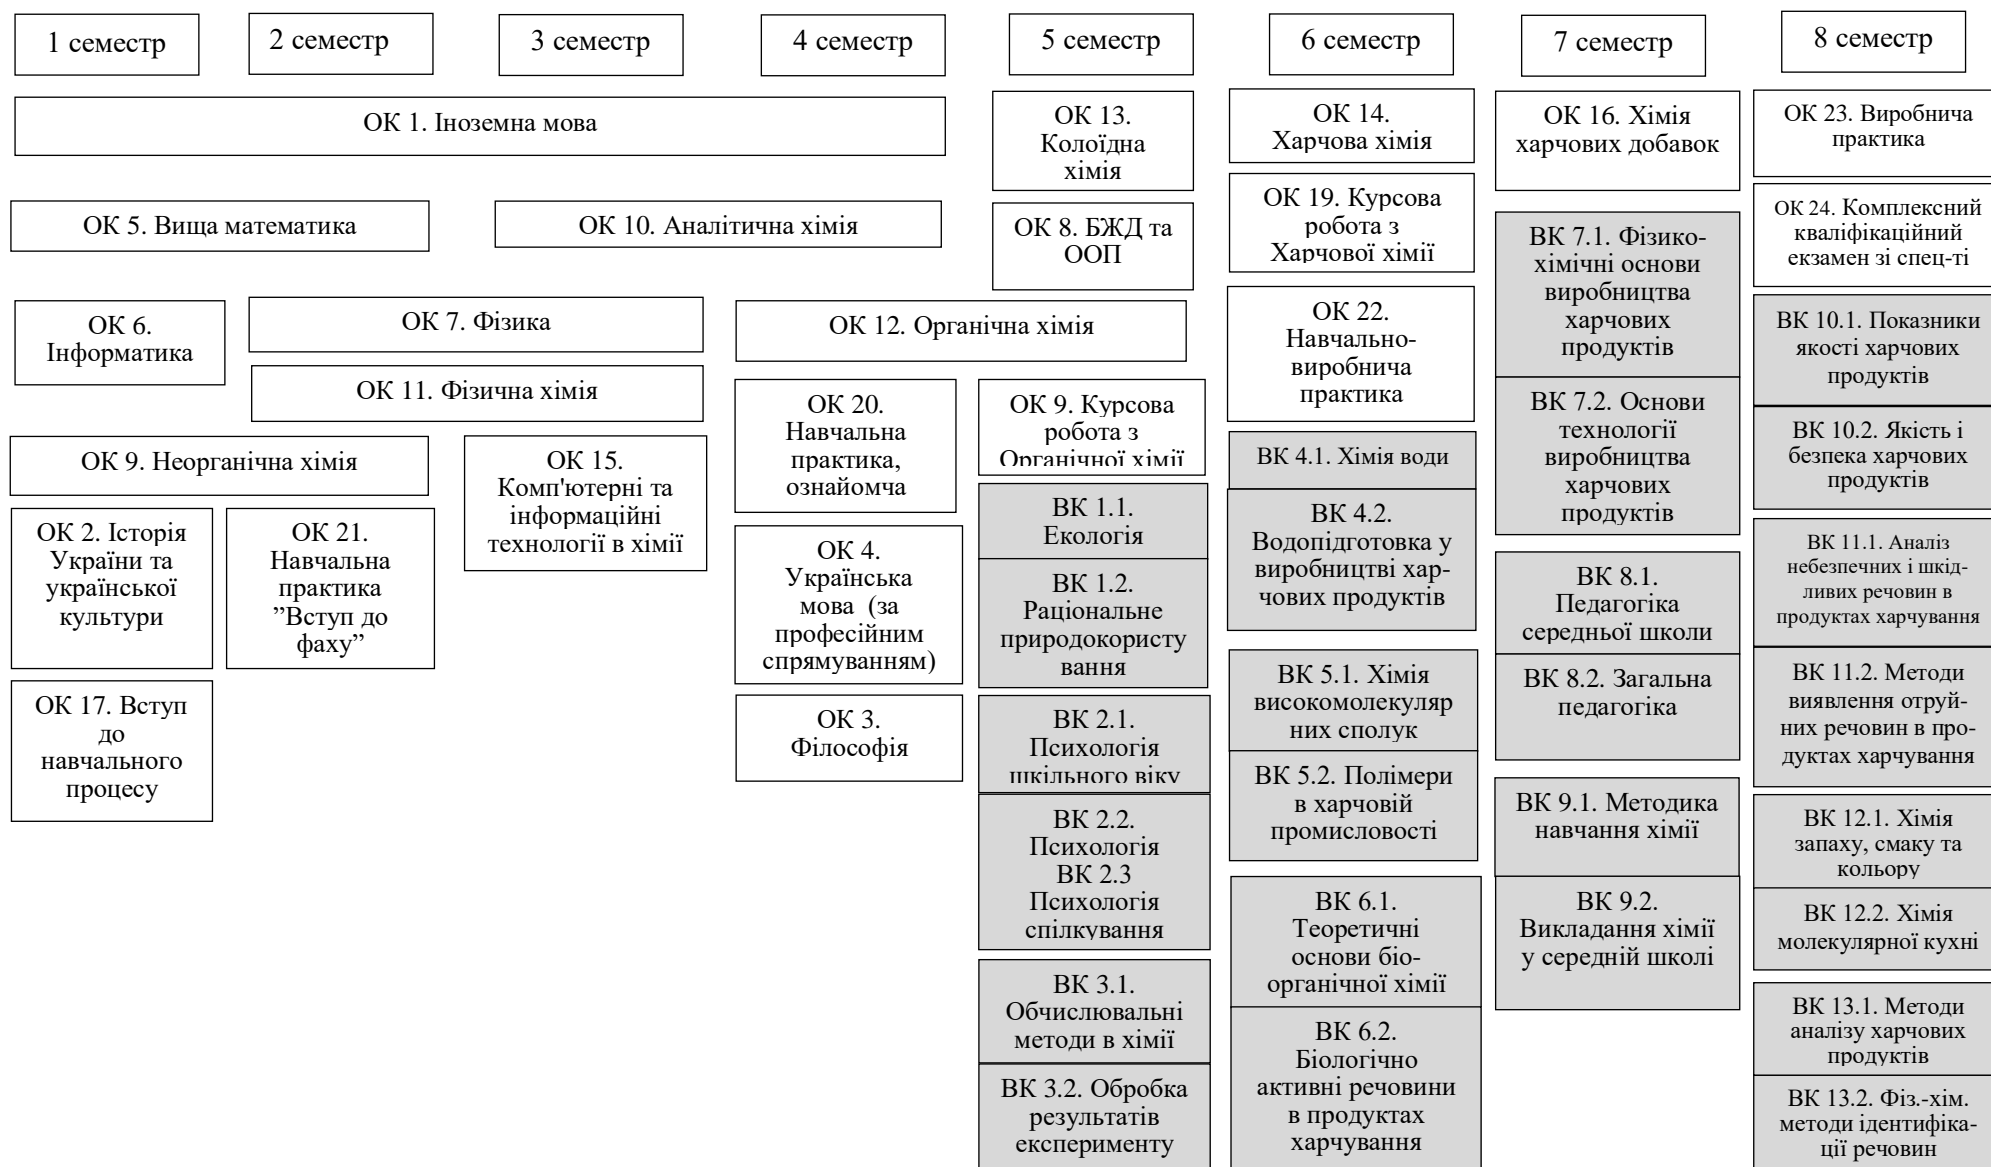 1 семестр
2 семестр
3 семестр
4 семестр
5 семестр
6 семестр
7 семестр
8 семестр
ОК 1. Іноземна мова
ОК 5. Вища математика
ОК 10. Аналітична хімія
ОК 6.
Інформатика
ОК 7. Фізика
ОК 12. Органічна хімія
ОК 11. Фізична хімія
ОК 9. Неорганічна хімія
ОК 2. Історія
України та
української
культури
ОК 17. Вступ
до
навчального
процесу
ОК 21.
Навчальна
практика
”Вступ до
фаху”
ОК 15.
Комп'ютерні та
інформаційні
технології в хімії
ОК 20.
Навчальна
практика,
ознайомча
ОК 4.
Українська
мова (за
професійним
спрямуванням)
ОК 3.
Філософія
ОК 13.
Колоїдна
хімія
ОК 8. БЖД та
ООП
ОК 9. Курсова
робота з
Органічної хімії
ВК 1.1.
Екологія
ВК 1.2.
Раціональне
природокористу
вання
ВК 2.1.
Психологія
шкільного віку
ВК 2.2.
Психологія
ВК 2.3
Психологія
спілкування
ВК 3.1.
Обчислювальні
методи в хімії
ВК 3.2. Обробка
результатів
експерименту
ОК 14.
Харчова хімія
ОК 19. Курсова
робота з
Харчової хімії
ОК 22.
Навчально-
виробнича
практика
ВК 4.1. Хімія води
ВК 4.2.
Водопідготовка у
виробництві хар-
чових продуктів
ВК 5.1. Хімія
високомолекуляр
них сполук
ВК 5.2. Полімери
в харчовій
промисловості
ВК 6.1.
Теоретичні
основи біо-
органічної хімії
ВК 6.2.
Біологічно
активні речовини
в продуктах
харчування
ОК 16. Хімія
харчових добавок
ВК 7.1. Фізико-
хімічні основи
виробництва
харчових
продуктів
ВК 7.2. Основи
технології
виробництва
харчових
продуктів
ВК 8.1.
Педагогіка
середньої школи
ВК 8.2. Загальна
педагогіка
ВК 9.1. Методика
навчання хімії
ВК 9.2.
Викладання хімії
у середній школі
ОК 23. Виробнича
практика
ОК 24. Комплексний
кваліфікаційний
екзамен зі спец-ті
ВК 10.1. Показники
якості харчових
продуктів
ВК 10.2. Якість і
безпека харчових
продуктів
ВК 11.1. Аналіз
небезпечних і шкід-
ливих речовин в
продуктах харчування
ВК 11.2. Методи
виявлення отруй-
них речовин в про-
дуктах харчування
ВК 12.1. Хімія
запаху, смаку та
кольору
ВК 12.2. Хімія
молекулярної кухні
ВК 13.1. Методи
аналізу харчових
продуктів
ВК 13.2. Фіз.-хім.
методи ідентифіка-
ції речовин